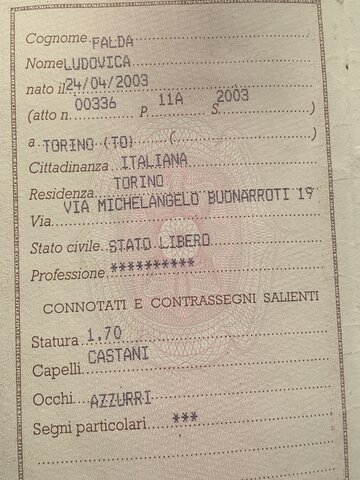 Cognome FALDA
Nome LUDOVICA
nato il 24/04/2003
(atto n. 00336 P. 11A S. 2003 )
a TORINO (TO) ( )
Cittadinanza ITALIANA
Residenza TORINO
Via VIA MICHELANGELO BUONARROTI 19
Stato civile STATO LIBERO
Professione **********
CONNOTATI E CONTRASSEGNI SALIENTI
Statura 1.70
Capelli CASTANI
Occhi AZZURRI
Segni particolari ***